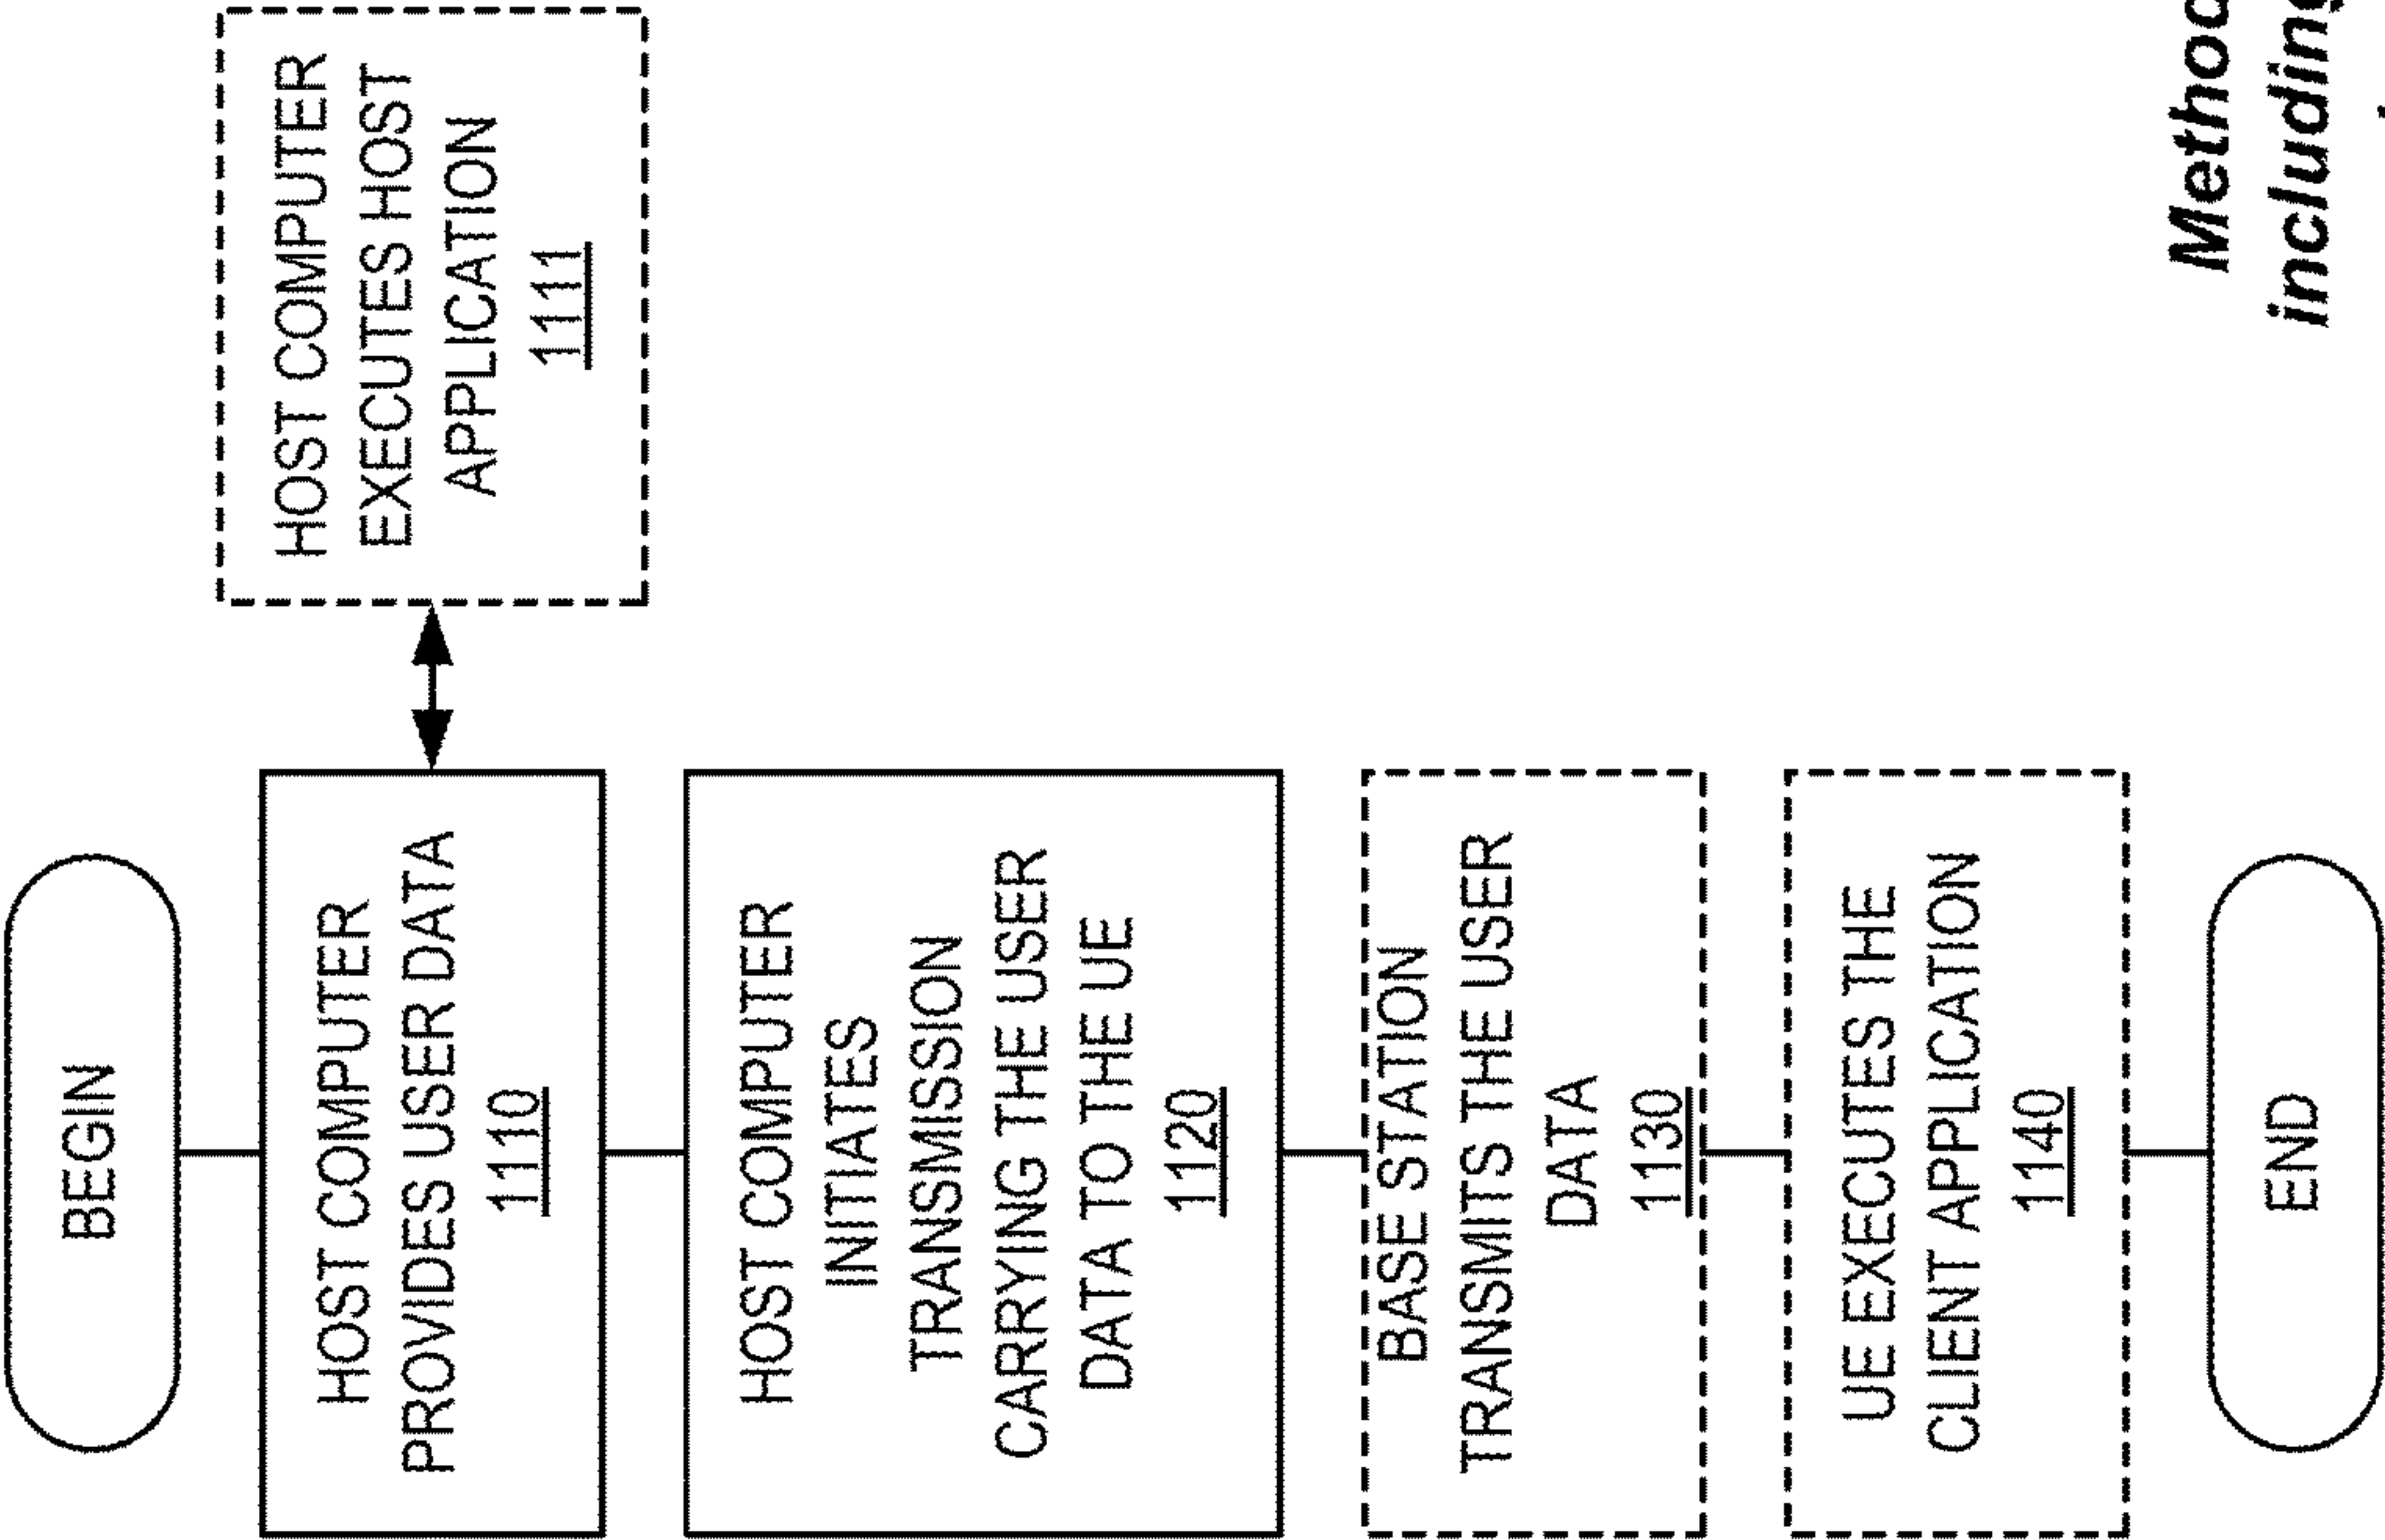 BEGIN
HOST COMPUTER
PROVIDES USER DATA
1110
HOST COMPUTER
EXECUTES HOST
APPLICATION
1111
HOST COMPUTER
INITIATES
TRANSMISSION
CARRYING THE USER
DATA TO THE UE
1120
BASE STATION
TRANSMITS THE USER
DATA
1130
UE EXECUTES THE
CLIENT APPLICATION
1140
END